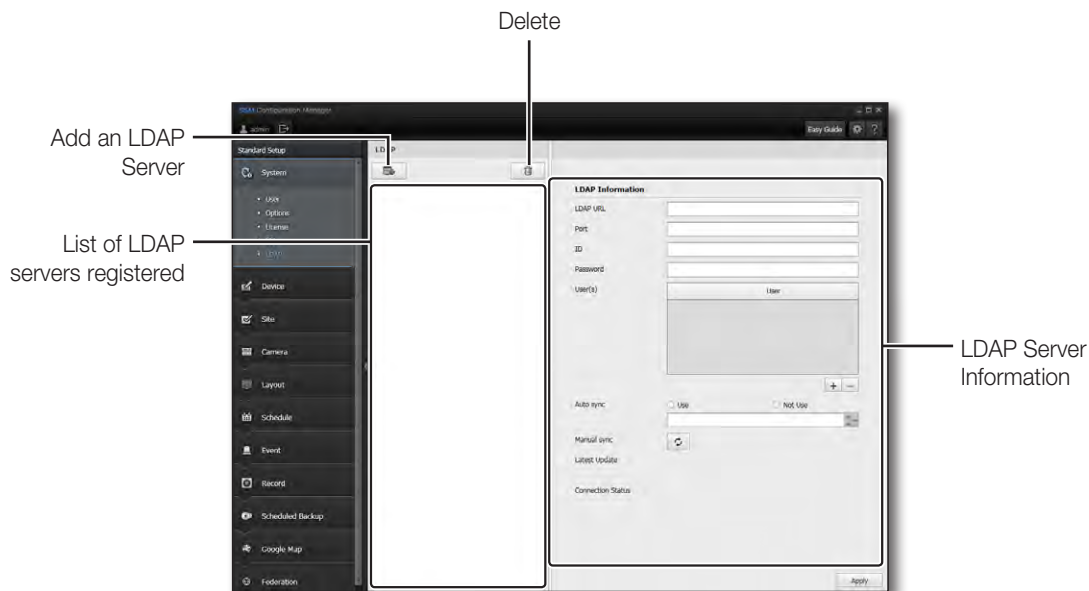 Delete
Add an LDAP
Server
List of LDAP
servers registered
LDAP Server
Information
SSM Configuration Manager
admin
Easy Guide
?
Standard Setup
System
• User
• Options
• License
Device
Site
Camera
Layout
Schedule
Event
Record
Scheduled Backup
Google Map
Federation
LDAP Information
LDAP URL
Port
ID
Password
User(s)
User
+ −
Auto sync
Use
Not Use
Manual sync
Latest Update
Connection Status
Apply